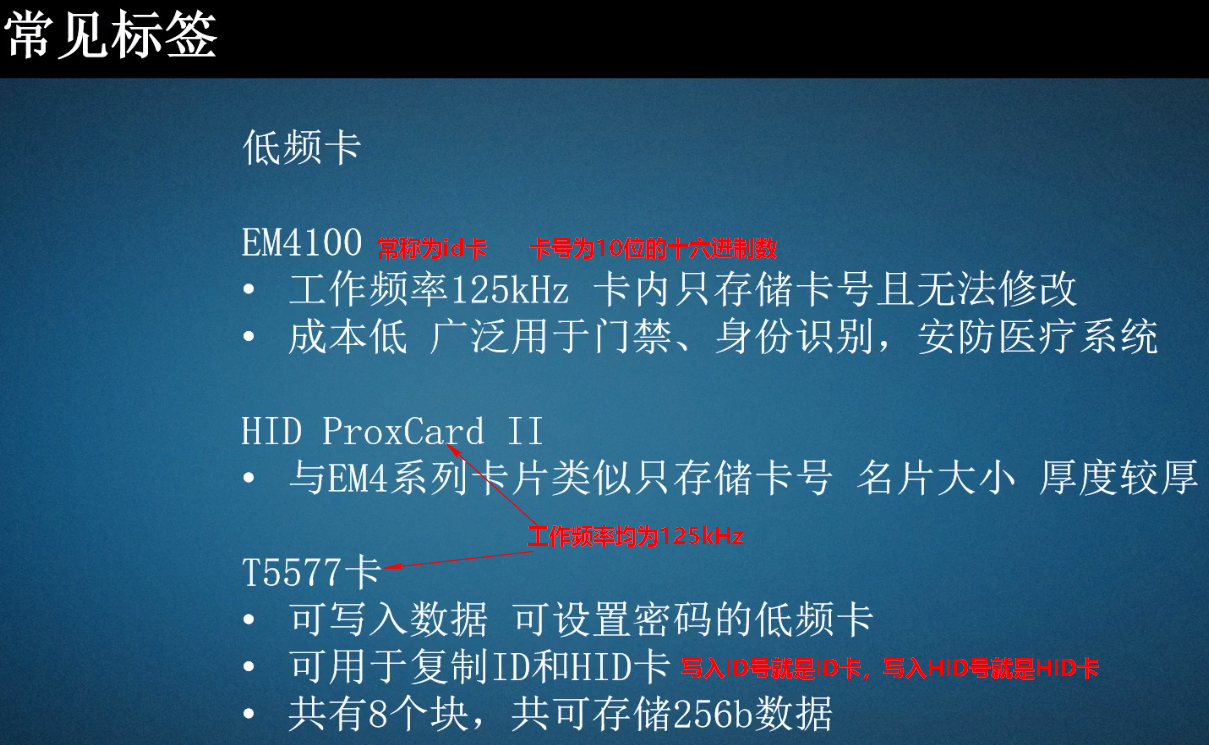 常见标签
低频卡
EM4100 常称为id卡 卡号为10位的十六进制数
• 工作频率125kHz 卡内只存储卡号且无法修改
• 成本低 广泛用于门禁、身份识别，安防医疗系统
HID ProxCard II
• 与EM4系列卡片类似只存储卡号 名片大小 厚度较厚
工作频率均为125kHz
T5577卡
• 可写入数据 可设置密码的低频卡
• 可用于复制ID和HID卡 写入ID号就是ID卡，写入HID号就是HID卡
• 共有8个块，共可存储256b数据